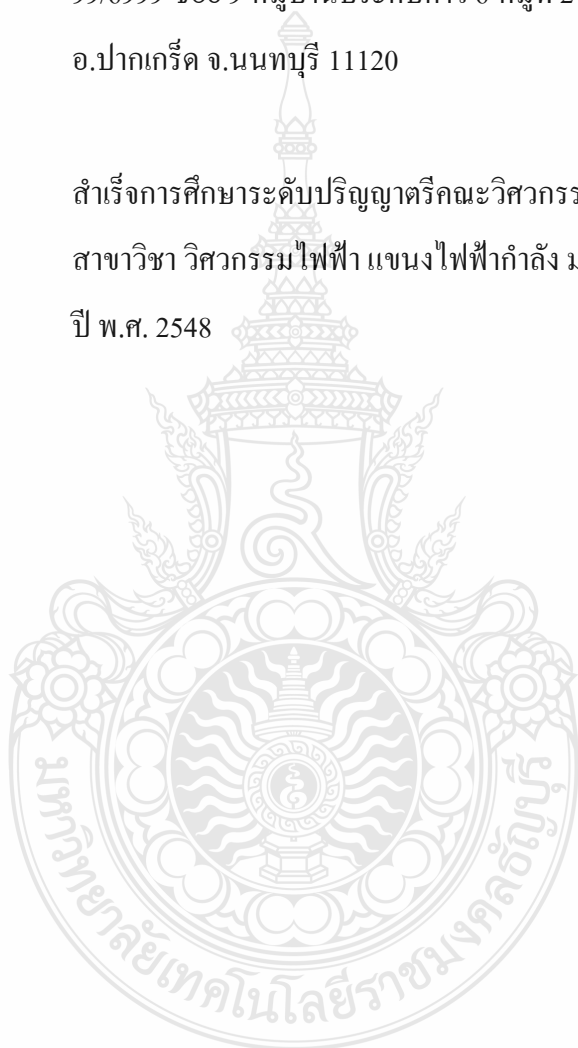 อ.ปากเกร็ด จ.นนทบุรี 11120
สำเร็จการศึกษาระดับปริญญาตรีคณะวิศวกรร
สาขาวิชา วิศวกรรมไฟฟ้า แขนงไฟฟ้ากำลัง ม
ปี พ.ศ. 2548
มหาวิทยาลัยเทคโนโลยีราชมงคลธัญบุรี